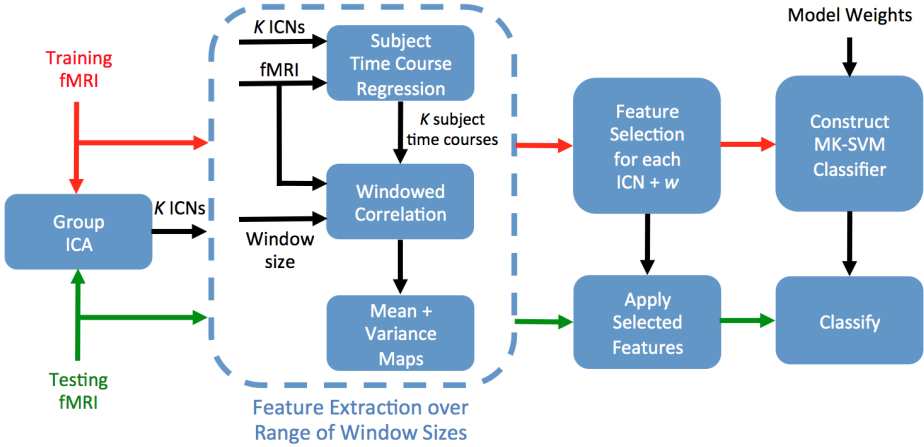 Training
fMRI
Group
ICA
Testing
fMRI
K ICNs
K ICNs
fMRI
Subject
Time Course
Regression
K subject
time courses
Windowed
Correlation
Window
size
Mean +
Variance
Maps
Feature Extraction over
Range of Window Sizes
Feature
Selection
for each
ICN + w
Apply
Selected
Features
Model Weights
Construct
MK-SVM
Classifier
Classify